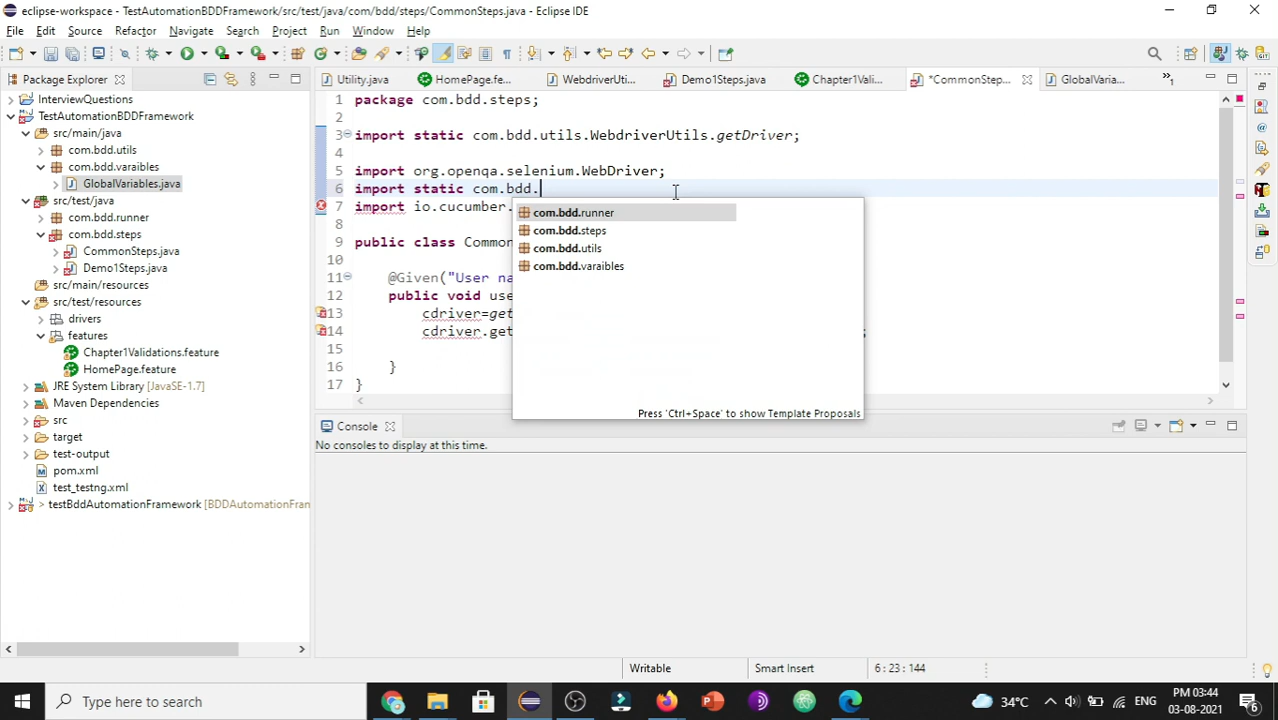 eclipse-workspace - TestAutomationBDDFramework/src/test/java/com/bdd/steps/CommonSteps.java - Eclipse IDE
File Edit Source Refactor Navigate Search Project Run Window Help
Package Explorer
Utility.java
HomePage.fe...
WebdriverUti...
Demo1Steps.java
Chapter1Vali...
*CommonStep...
GlobalVaria...
1
InterviewQuestions
TestAutomationBDDFramework
src/main/java
com.bdd.utils
com.bdd.varaibles
GlobalVariables.java
src/test/java
com.bdd.runner
com.bdd.steps
CommonSteps.java
Demo1Steps.java
src/main/resources
src/test/resources
drivers
features
Chapter1Validations.feature
HomePage.feature
JRE System Library [JavaSE-1.7]
Maven Dependencies
src
target
test-output
pom.xml
test_testng.xml
> testBddAutomationFramework [BDDAutomationFran
1 package com.bdd.steps;
2
3 import static com.bdd.utils.WebdriverUtils.getDriver;
4
5 import org.openqa.selenium.WebDriver;
6 import static com.bdd.
7 import io.cucumber.
8
9 public class Commo
10
11 @Given("User na
12 public void use
13 cdriver=get
14 cdriver.get ;
15
16 }
17 }
com.bdd.runner
com.bdd.steps
com.bdd.utils
com.bdd.varaibles
Press 'Ctrl+Space' to show Template Proposals
Console
No consoles to display at this time.
Writable
Smart Insert
6 : 23 : 144
Type here to search
34°C
ENG
PM 03:44
03-08-2021
6